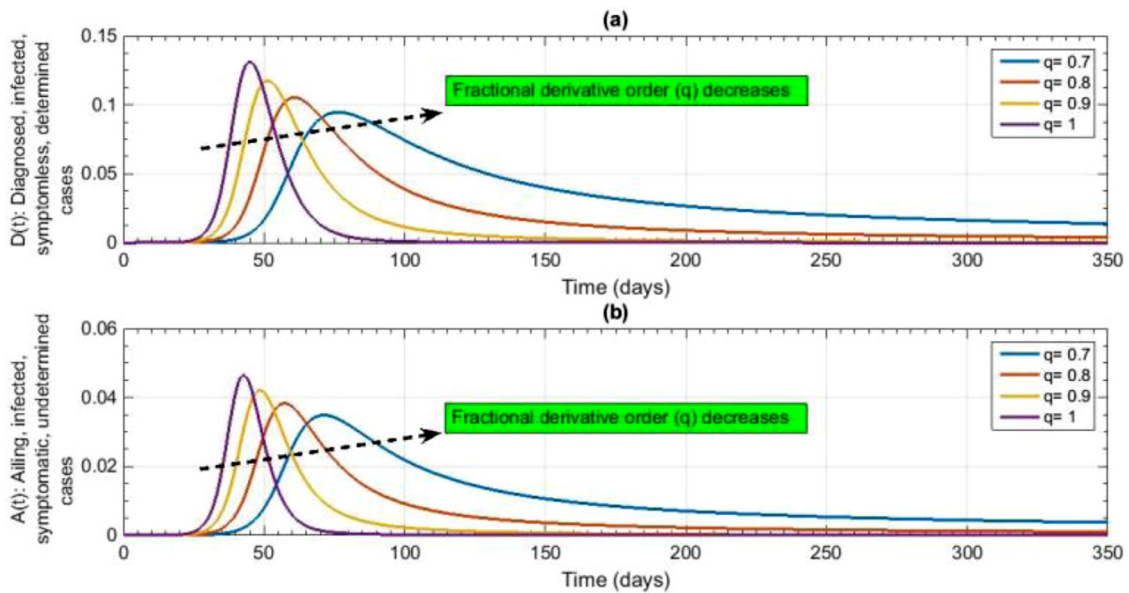 (a)
D(t): Diagnosed, infected,
symptomless, determined
cases
0.15
0.1
0.05
0
Fractional derivative order (q) decreases
q= 0.7
q= 0.8
q= 0.9
q= 1
0 50 100 150 200 250 300 350
Time (days)
(b)
A(t): Ailing, infected,
symptomatic, undetermined
cases
0.06
0.04
0.02
0
Fractional derivative order (q) decreases
q= 0.7
q= 0.8
q= 0.9
q= 1
0 50 100 150 200 250 300 350
Time (days)